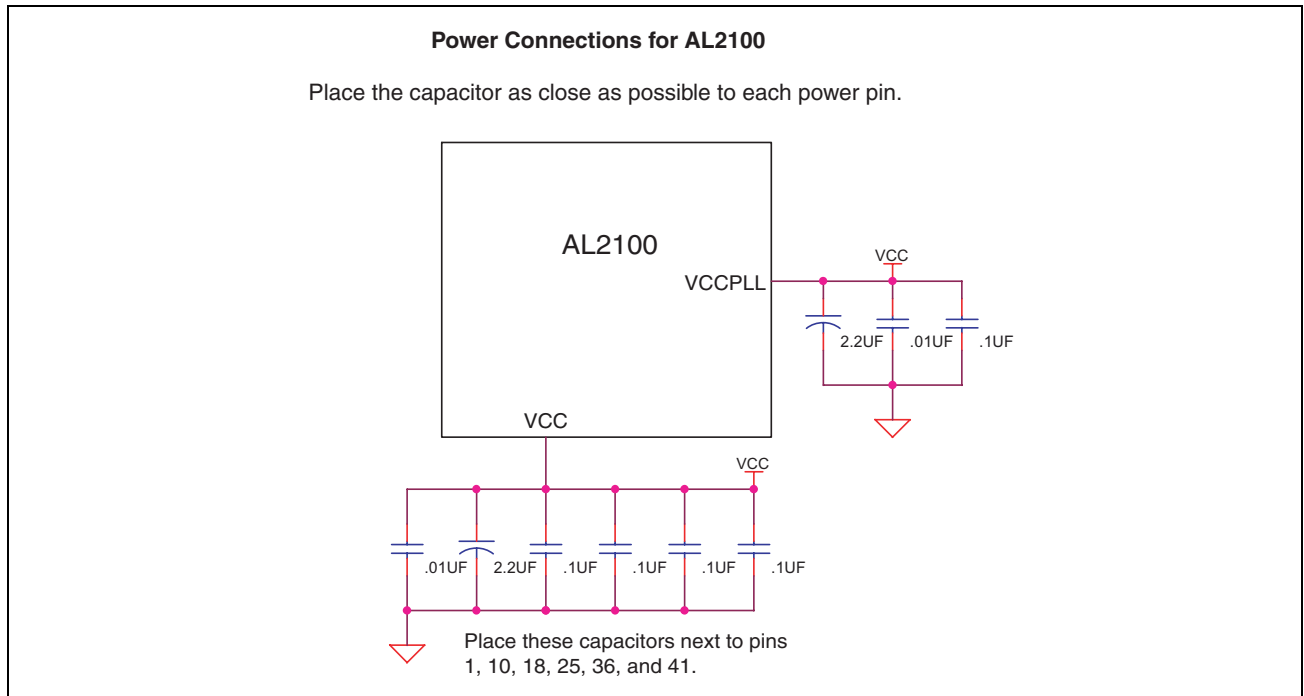 Power Connections for AL2100
Place the capacitor as close as possible to each power pin.
AL2100
VCCPLL
VCC
2.2UF .01UF .1UF
VCC
VCC
.01UF 2.2UF .1UF .1UF .1UF .1UF
Place these capacitors next to pins
1, 10, 18, 25, 36, and 41.